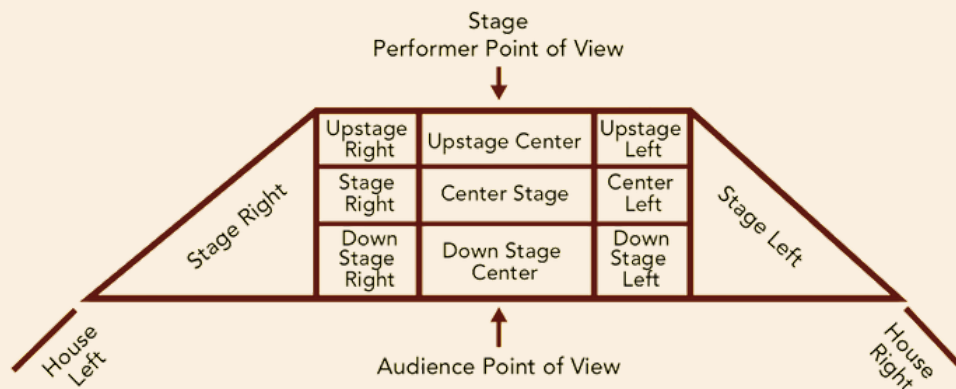 Stage
Performer Point of View
Upstage
Right
Upstage Center
Upstage
Left
Stage Right
Stage
Right
Center Stage
Center
Left
Stage Left
Down
Stage
Right
Down Stage
Center
Down
Stage
Left
House
Left
Audience Point of View
House
Right